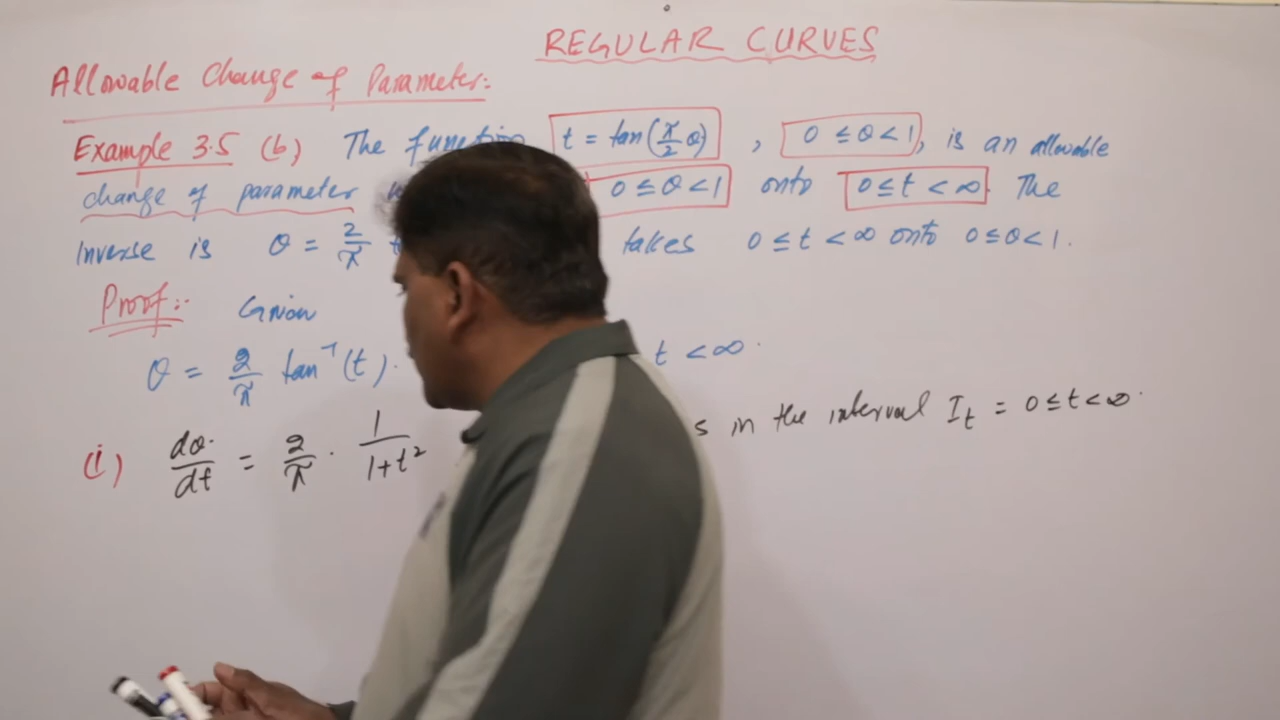 REGULAR CURVES
Allowable Change of Parameter:
Example 3.5 (b) The function t = tan(π/2 θ) , 0 ≤ θ < 1, is an allowable
change of parameter 0 ≤ θ < 1 onto 0 ≤ t < ∞. The
Inverse is θ = 2/π takes 0 ≤ t < ∞ onto 0 ≤ θ < 1.
Proof:- Given
θ = 2/π tan⁻¹(t). t < ∞.
(i) dθ/dt = 2/π · 1/1+t² s in the interval I_t = 0 ≤ t < ∞.